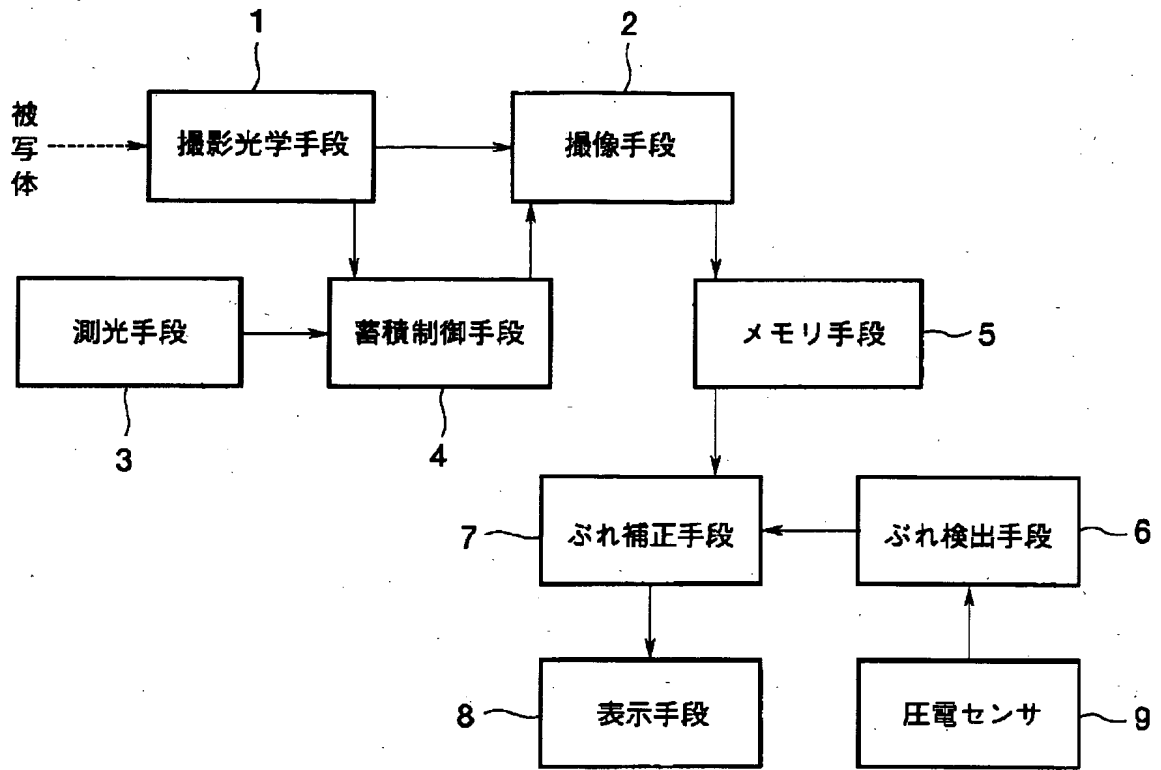 1
2
被写体
撮影光学手段
撮像手段
測光手段
蓄積制御手段
メモリ手段
5
3
4
7
ぶれ補正手段
ぶれ検出手段
6
8
表示手段
圧電センサ
9